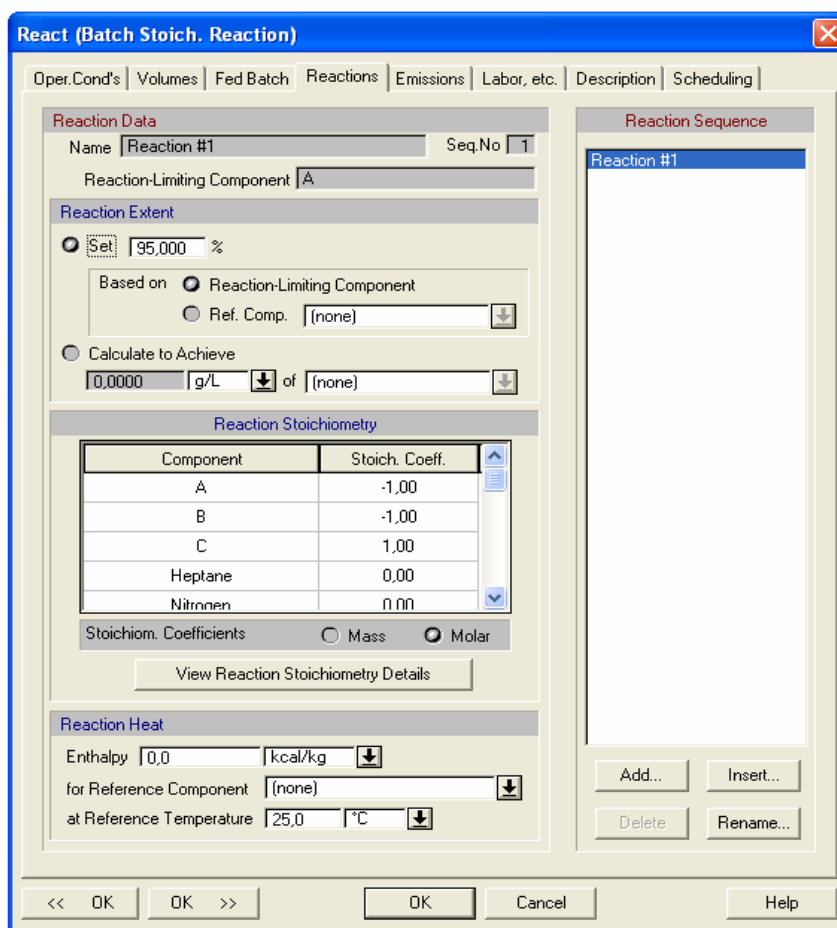 React (Batch Stoich. Reaction)
Oper.Cond's Volumes Fed Batch Reactions Emissions Labor, etc. Description Scheduling
Reaction Data
Name Reaction #1 Seq.No 1
Reaction-Limiting Component A
Reaction Extent
Set 95,000 %
Based on Reaction-Limiting Component
Ref. Comp. (none)
Calculate to Achieve
0,0000 g/L of (none)
Reaction Stoichiometry
Component Stoich. Coeff.
A -1,00
B -1,00
C 1,00
Heptane 0,00
Nitrogen 0,00
Stoichiom. Coefficients Mass Molar
View Reaction Stoichiometry Details
Reaction Heat
Enthalpy 0,0 kcal/kg
for Reference Component (none)
at Reference Temperature 25,0 °C
Reaction Sequence
Reaction #1
Add... Insert...
Delete Rename...
<< OK OK >> OK Cancel Help